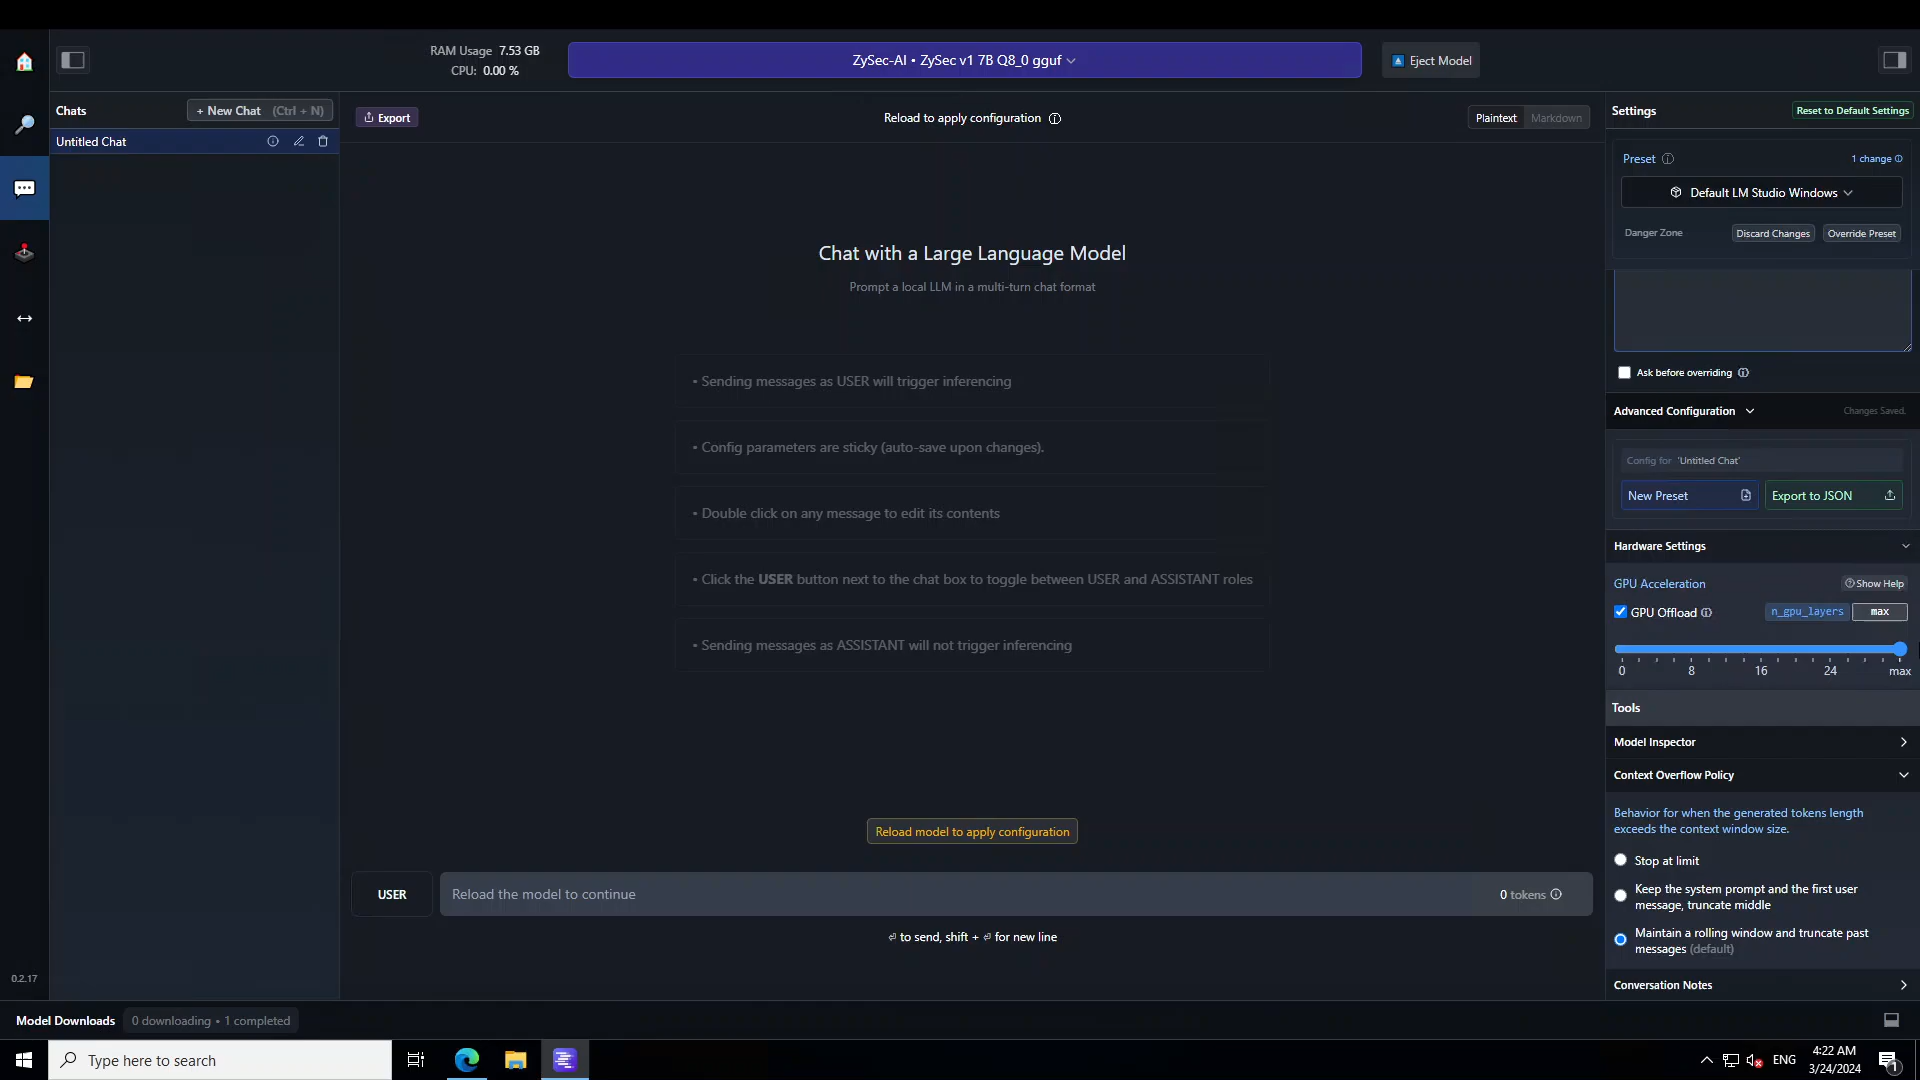 RAM Usage 7.53 GB
CPU: 0.00 %
ZySec-AI • ZySec v1 7B Q8_0 gguf
Eject Model
Chats
+ New Chat (Ctrl + N)
Untitled Chat
Export
Reload to apply configuration
Plaintext Markdown
Chat with a Large Language Model
Prompt a local LLM in a multi-turn chat format
• Sending messages as USER will trigger inferencing
• Config parameters are sticky (auto-save upon changes).
• Double click on any message to edit its contents
• Click the USER button next to the chat box to toggle between USER and ASSISTANT roles
• Sending messages as ASSISTANT will not trigger inferencing
Reload model to apply configuration
USER
Reload the model to continue
0 tokens
⏎ to send, shift + ⏎ for new line
Settings
Reset to Default Settings
Preset
1 change
Default LM Studio Windows
Danger Zone
Discard Changes
Override Preset
Ask before overriding
Advanced Configuration
Changes Saved.
Config for 'Untitled Chat'
New Preset
Export to JSON
Hardware Settings
GPU Acceleration
Show Help
GPU Offload
n_gpu_layers
max
0 8 16 24 max
Tools
Model Inspector
Context Overflow Policy
Behavior for when the generated tokens length
exceeds the context window size.
Stop at limit
Keep the system prompt and the first user
message, truncate middle
Maintain a rolling window and truncate past
messages (default)
Conversation Notes
0.2.17
Model Downloads
0 downloading • 1 completed
Type here to search
ENG
4:22 AM
3/24/2024
1